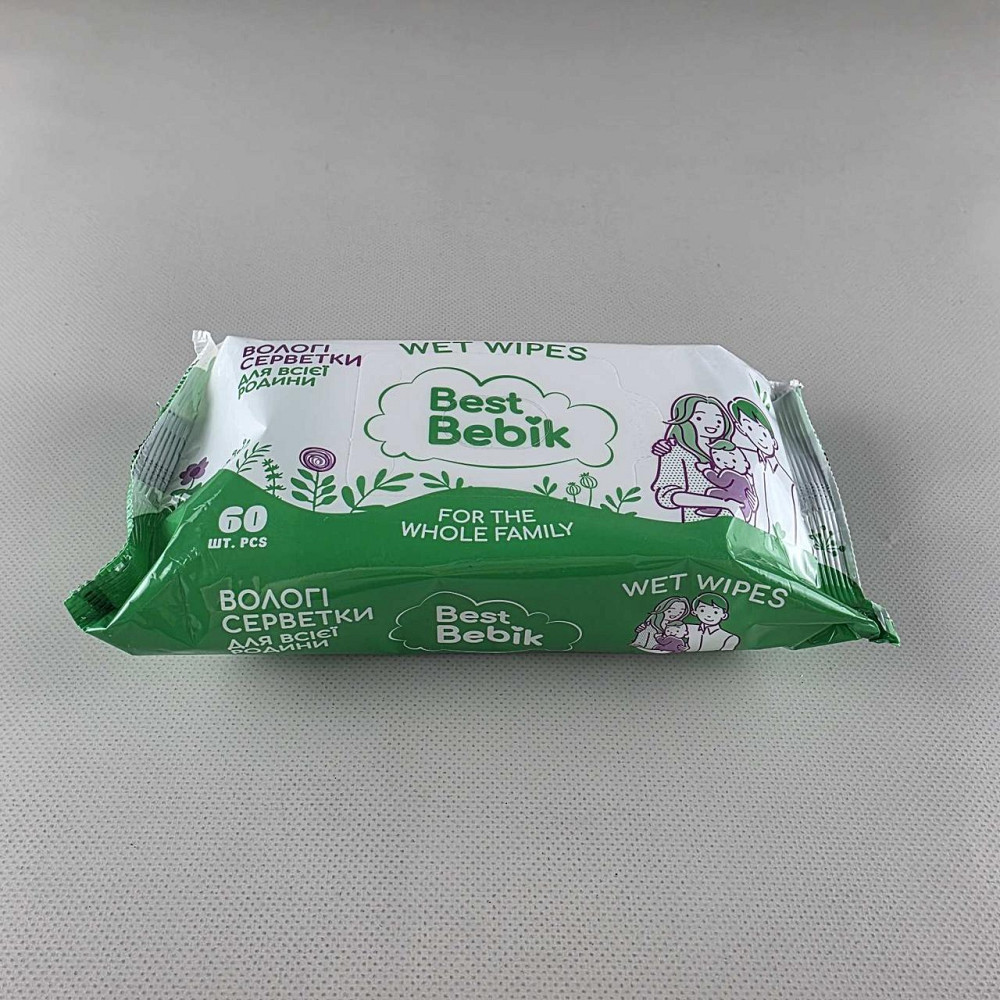 ВОЛОГІ
СЕРВЕТКИ
ДЛЯ ВСІЄЇ
РОДИНИ
WET WIPES
Best
Bebik
60
ШТ. PCS
FOR THE
WHOLE FAMILY
ВОЛОГІ
СЕРВЕТКИ
ДЛЯ ВСІЄЇ
РОДИНИ
Best
Bebik
WET WIPES